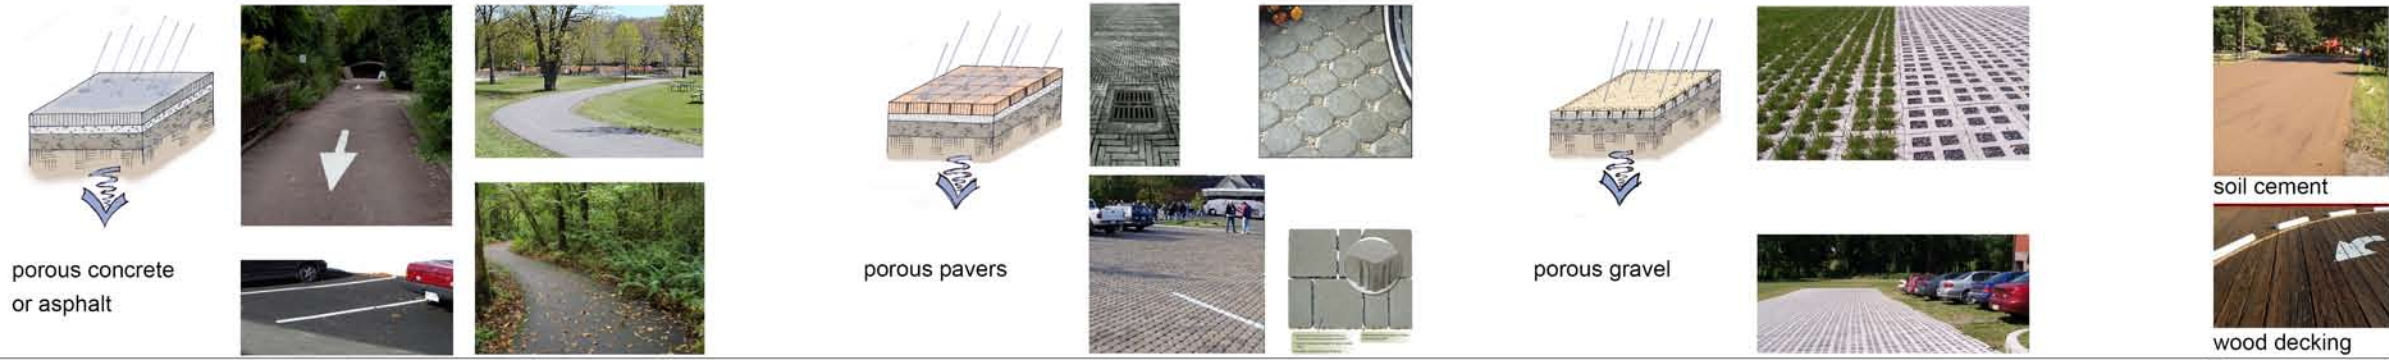 porous concrete
or asphalt
porous pavers
porous gravel
soil cement
wood decking